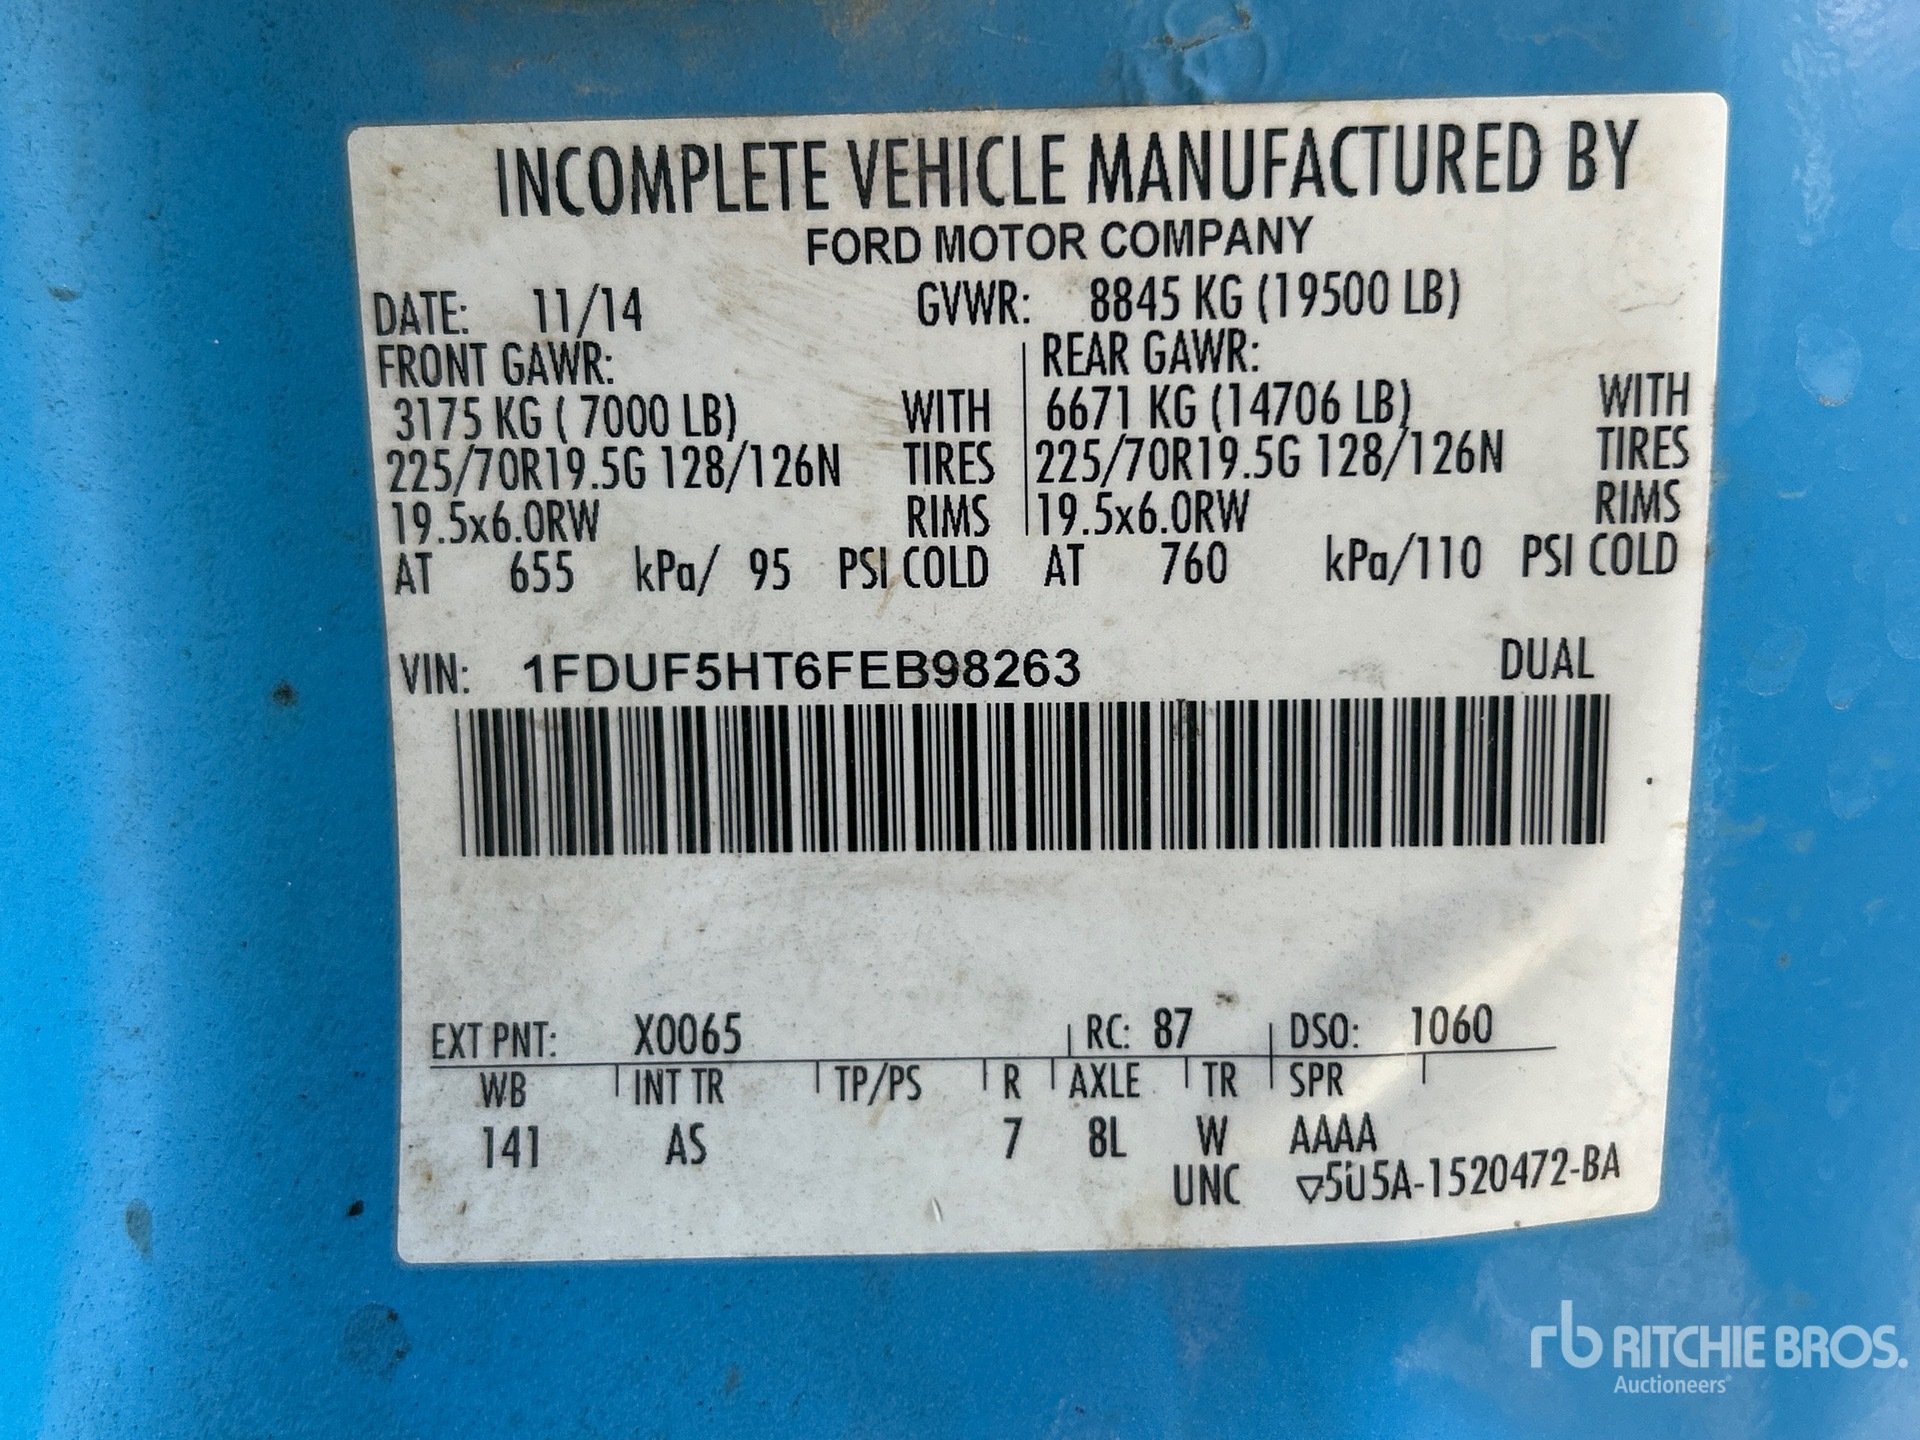 INCOMPLETE VEHICLE MANUFACTURED BY
FORD MOTOR COMPANY
DATE: 11/14 GVWR: 8845 KG (19500 LB)
FRONT GAWR: REAR GAWR:
3175 KG ( 7000 LB) WITH 6671 KG (14706 LB) WITH
225/70R19.5G 128/126N TIRES 225/70R19.5G 128/126N TIRES
19.5x6.0RW RIMS 19.5x6.0RW RIMS
AT 655 kPa/ 95 PSI COLD AT 760 kPa/110 PSI COLD
VIN: 1FDUF5HT6FEB98263 DUAL
EXT PNT: X0065 RC: 87 DSO: 1060
WB INT TR TP/PS R AXLE TR SPR
141 AS 7 8L W AAAA
UNC ▽5U5A-1520472-BA
rb RITCHIE BROS.
Auctioneers